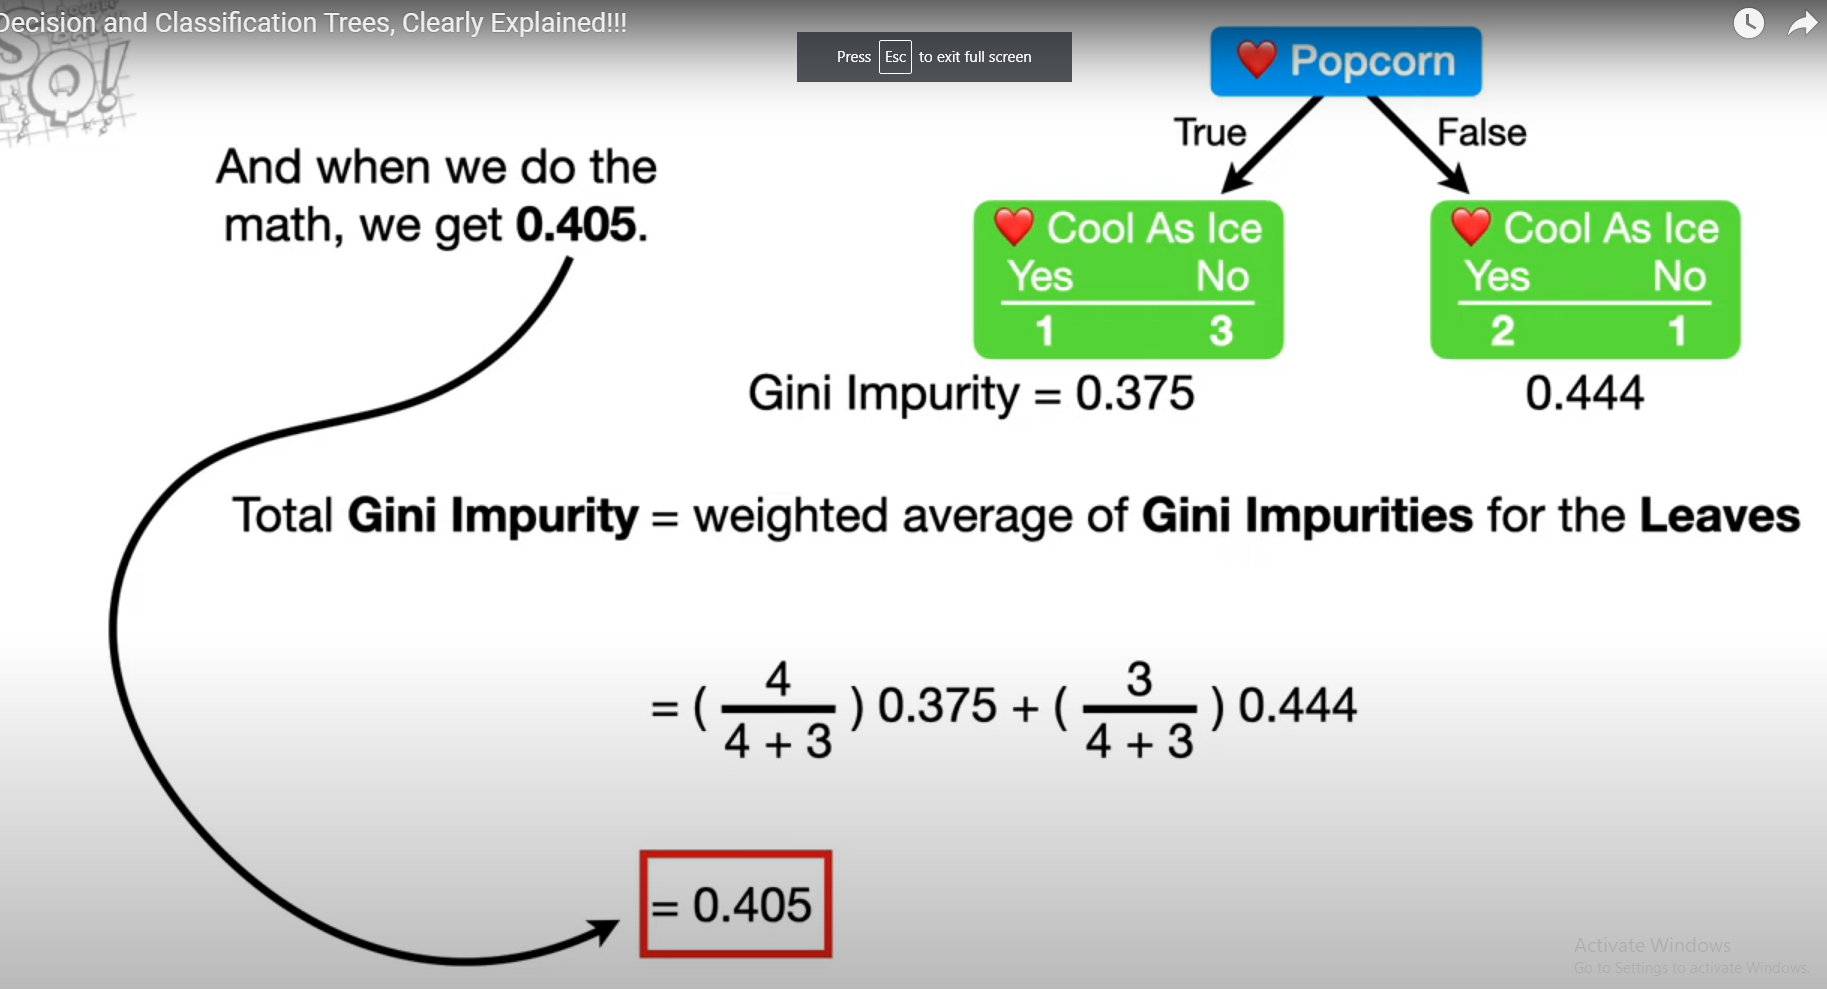 Decision and Classification Trees, Clearly Explained!!!
Press Esc to exit full screen
❤️ Popcorn
True False
And when we do the
math, we get 0.405.
❤️ Cool As Ice
Yes No
1 3
❤️ Cool As Ice
Yes No
2 1
Gini Impurity = 0.375
0.444
Total Gini Impurity = weighted average of Gini Impurities for the Leaves
= ( 4 / 4 + 3 ) 0.375 + ( 3 / 4 + 3 ) 0.444
= 0.405
Activate Windows
Go to Settings to activate Windows.